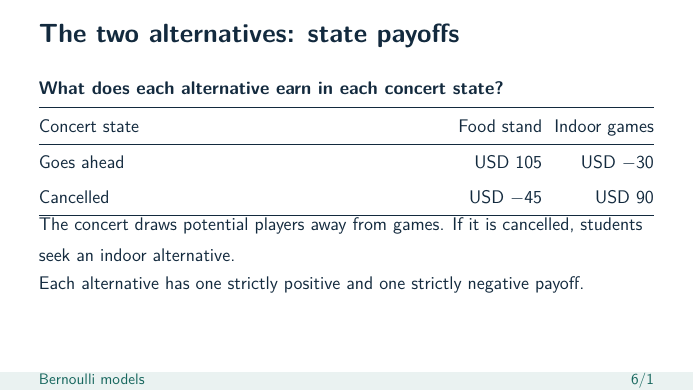 The two alternatives: state payoffs
What does each alternative earn in each concert state?
Concert state Food stand Indoor games
Goes ahead USD 105 USD −30
Cancelled USD −45 USD 90
The concert draws potential players away from games. If it is cancelled, students
seek an indoor alternative.
Each alternative has one strictly positive and one strictly negative payoff.
Bernoulli models 6/1